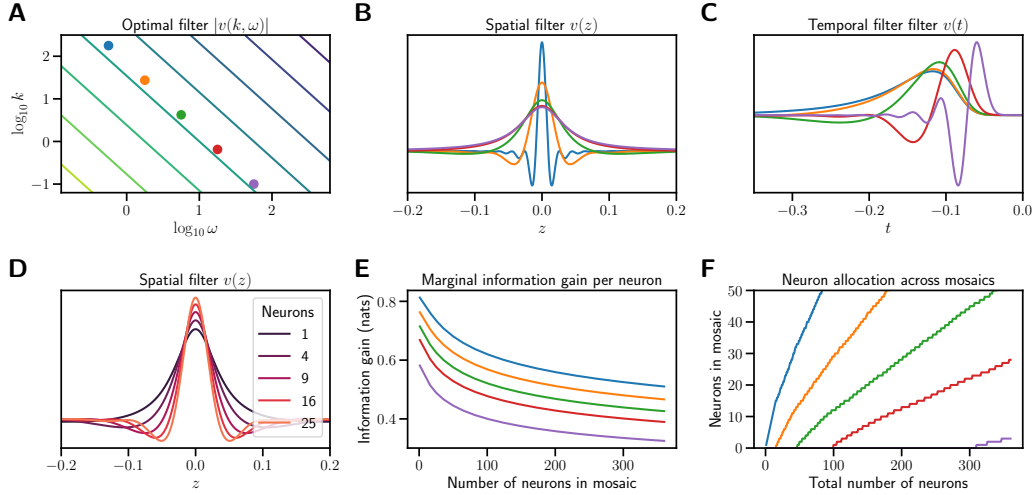 A
Optimal filter |v(k, ω)|
log₁₀ k
2
1
0
−1
0
1
2
log₁₀ ω
B
Spatial filter v(z)
−0.2
−0.1
0.0
0.1
0.2
z
C
Temporal filter filter v(t)
−0.3
−0.2
−0.1
0.0
t
D
Spatial filter v(z)
Neurons
1
4
9
16
25
−0.2
−0.1
0.0
0.1
0.2
z
E
Marginal information gain per neuron
Information gain (nats)
0.8
0.6
0.4
0
100
200
300
Number of neurons in mosaic
F
Neuron allocation across mosaics
Neurons in mosaic
50
40
30
20
10
0
0
100
200
300
Total number of neurons